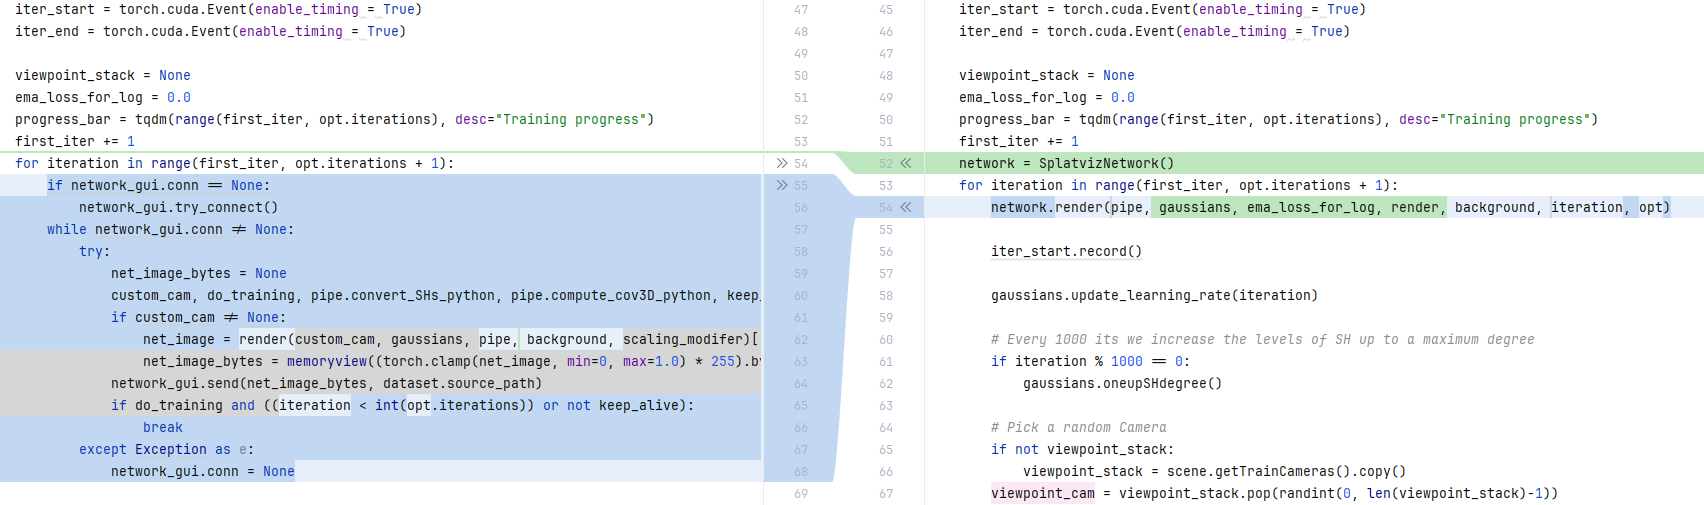 iter_start = torch.cuda.Event(enable_timing = True)
iter_end = torch.cuda.Event(enable_timing = True)
viewpoint_stack = None
ema_loss_for_log = 0.0
progress_bar = tqdm(range(first_iter, opt.iterations), desc="Training progress")
first_iter += 1
for iteration in range(first_iter, opt.iterations + 1):
if network_gui.conn == None:
network_gui.try_connect()
while network_gui.conn ≠ None:
try:
net_image_bytes = None
custom_cam, do_training, pipe.convert_SHs_python, pipe.compute_cov3D_python, keep_
if custom_cam ≠ None:
net_image = render(custom_cam, gaussians, pipe, background, scaling_modifer)[
net_image_bytes = memoryview((torch.clamp(net_image, min=0, max=1.0) * 255).by
network_gui.send(net_image_bytes, dataset.source_path)
if do_training and ((iteration < int(opt.iterations)) or not keep_alive):
break
except Exception as e:
network_gui.conn = None
47
48
49
50
51
52
53
>> 54
>> 55
56
57
58
59
60
61
62
63
64
65
66
67
68
69
45
46
47
48
49
50
51
52 <<
53
54 <<
55
56
57
58
59
60
61
62
63
64
65
66
67
iter_start = torch.cuda.Event(enable_timing = True)
iter_end = torch.cuda.Event(enable_timing = True)
viewpoint_stack = None
ema_loss_for_log = 0.0
progress_bar = tqdm(range(first_iter, opt.iterations), desc="Training progress")
first_iter += 1
network = SplatvizNetwork()
for iteration in range(first_iter, opt.iterations + 1):
network.render(pipe, gaussians, ema_loss_for_log, render, background, iteration, opt)
iter_start.record()
gaussians.update_learning_rate(iteration)
# Every 1000 its we increase the levels of SH up to a maximum degree
if iteration % 1000 == 0:
gaussians.oneupSHdegree()
# Pick a random Camera
if not viewpoint_stack:
viewpoint_stack = scene.getTrainCameras().copy()
viewpoint_cam = viewpoint_stack.pop(randint(0, len(viewpoint_stack)-1))